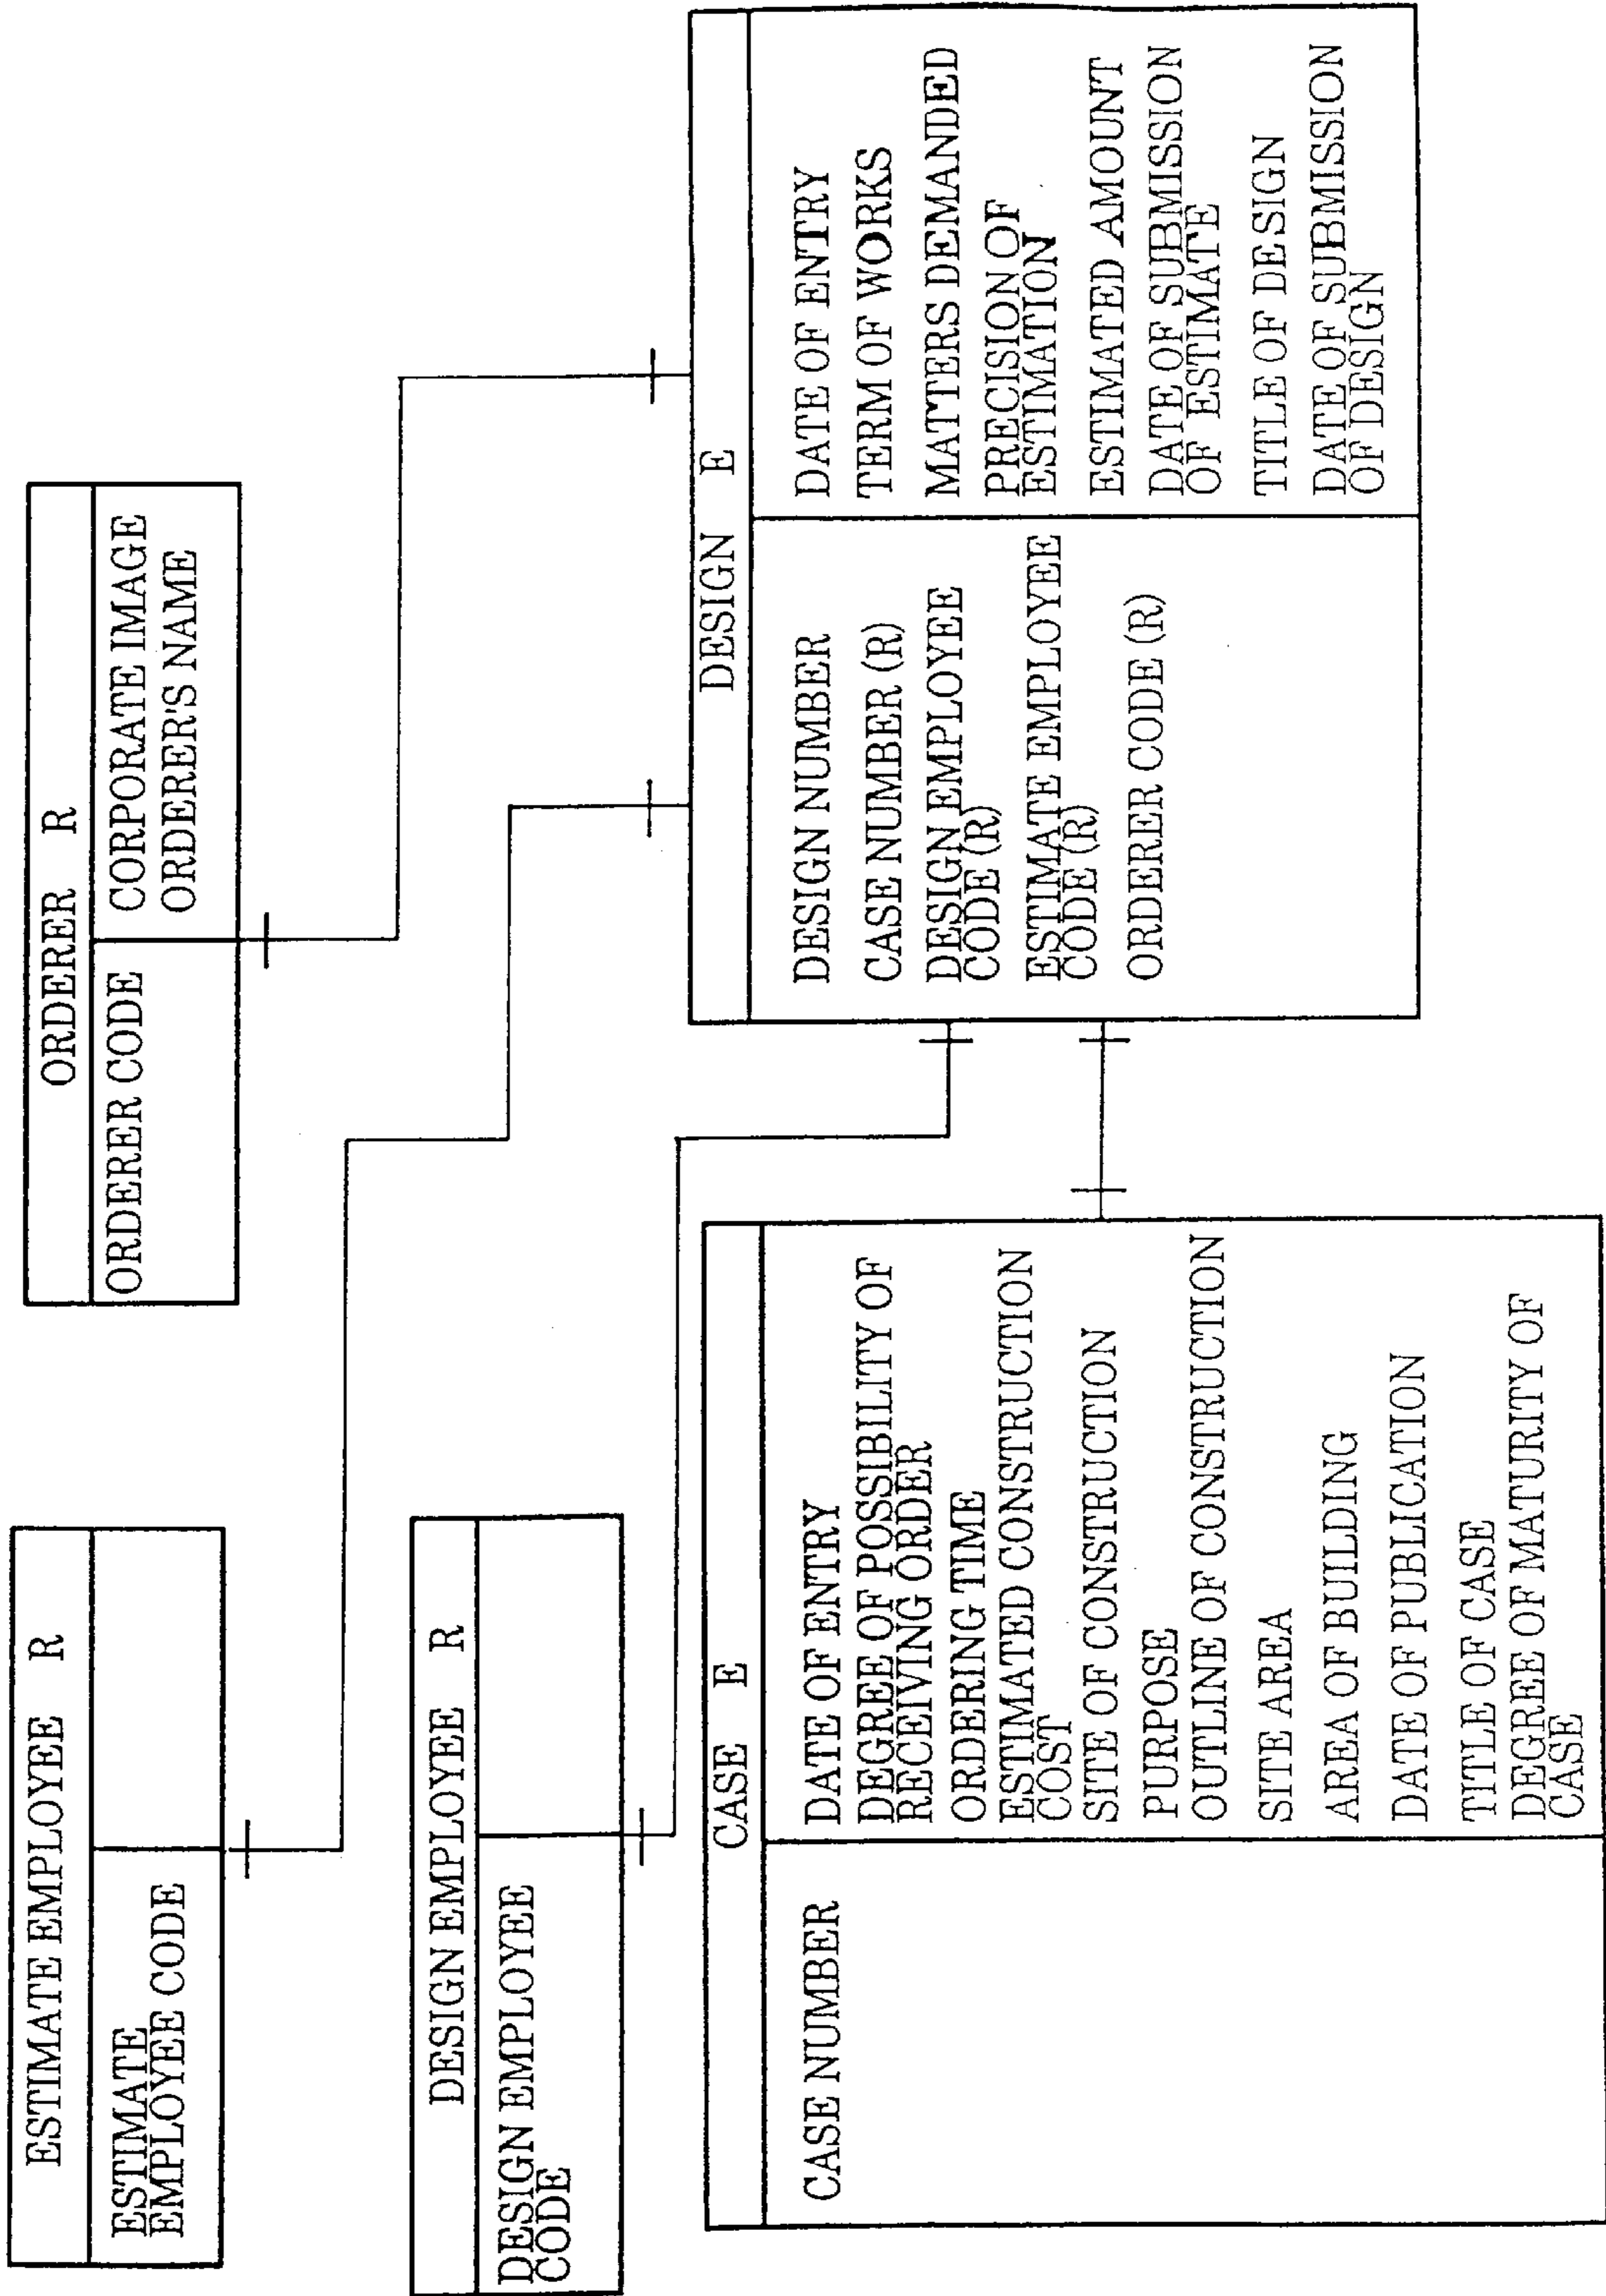 ESTIMATE EMPLOYEE R
ESTIMATE
EMPLOYEE CODE
ORDERER R
ORDERER CODE
CORPORATE IMAGE
ORDERER'S NAME
DESIGN EMPLOYEE R
DESIGN EMPLOYEE
CODE
CASE E
CASE NUMBER
DATE OF ENTRY
DEGREE OF POSSIBILITY OF
RECEIVING ORDER
ORDERING TIME
ESTIMATED CONSTRUCTION
COST
SITE OF CONSTRUCTION
PURPOSE
OUTLINE OF CONSTRUCTION
SITE AREA
AREA OF BUILDING
DATE OF PUBLICATION
TITLE OF CASE
DEGREE OF MATURITY OF
CASE
DESIGN E
DESIGN NUMBER
CASE NUMBER (R)
DESIGN EMPLOYEE
CODE (R)
ESTIMATE EMPLOYEE
CODE (R)
ORDERER CODE (R)
DATE OF ENTRY
TERM OF WORKS
MATTERS DEMANDED
PRECISION OF
ESTIMATION
ESTIMATED AMOUNT
DATE OF SUBMISSION
OF ESTIMATE
TITLE OF DESIGN
DATE OF SUBMISSION
OF DESIGN